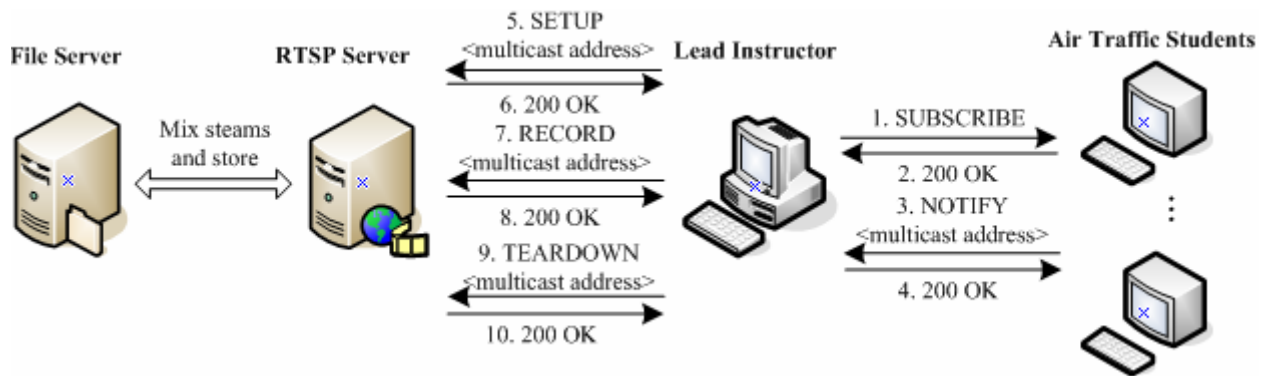 File Server
RTSP Server
Lead Instructor
Air Traffic Students
Mix steams
and store
5. SETUP
<multicast address>
6. 200 OK
7. RECORD
<multicast address>
8. 200 OK
9. TEARDOWN
<multicast address>
10. 200 OK
1. SUBSCRIBE
2. 200 OK
3. NOTIFY
<multicast address>
4. 200 OK